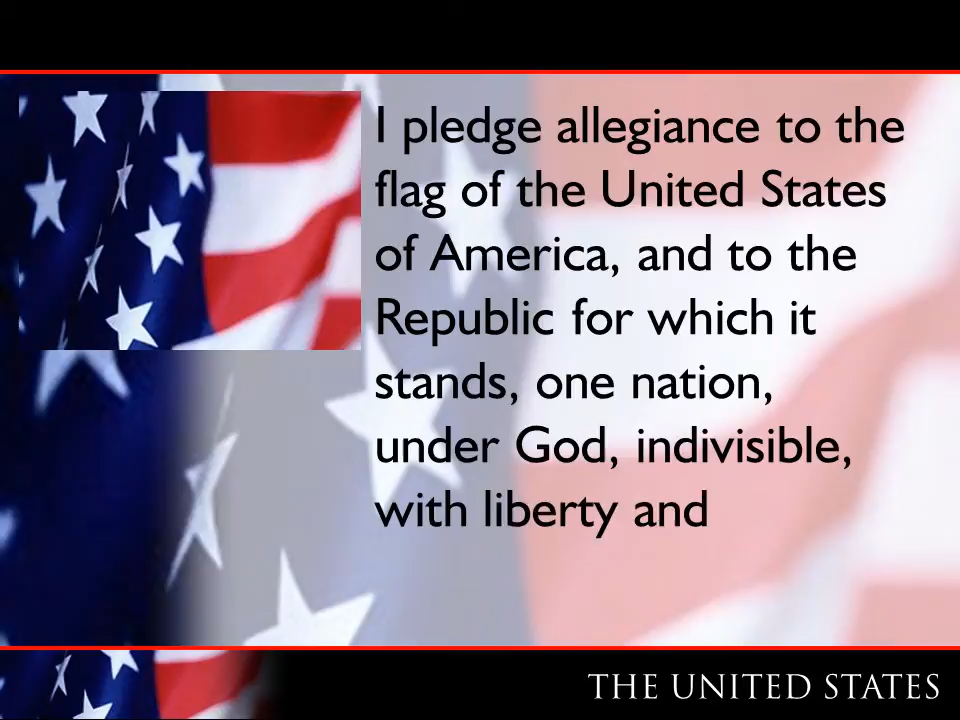 I pledge allegiance to the
flag of the United States
of America, and to the
Republic for which it
stands, one nation,
under God, indivisible,
with liberty and
THE UNITED STATES